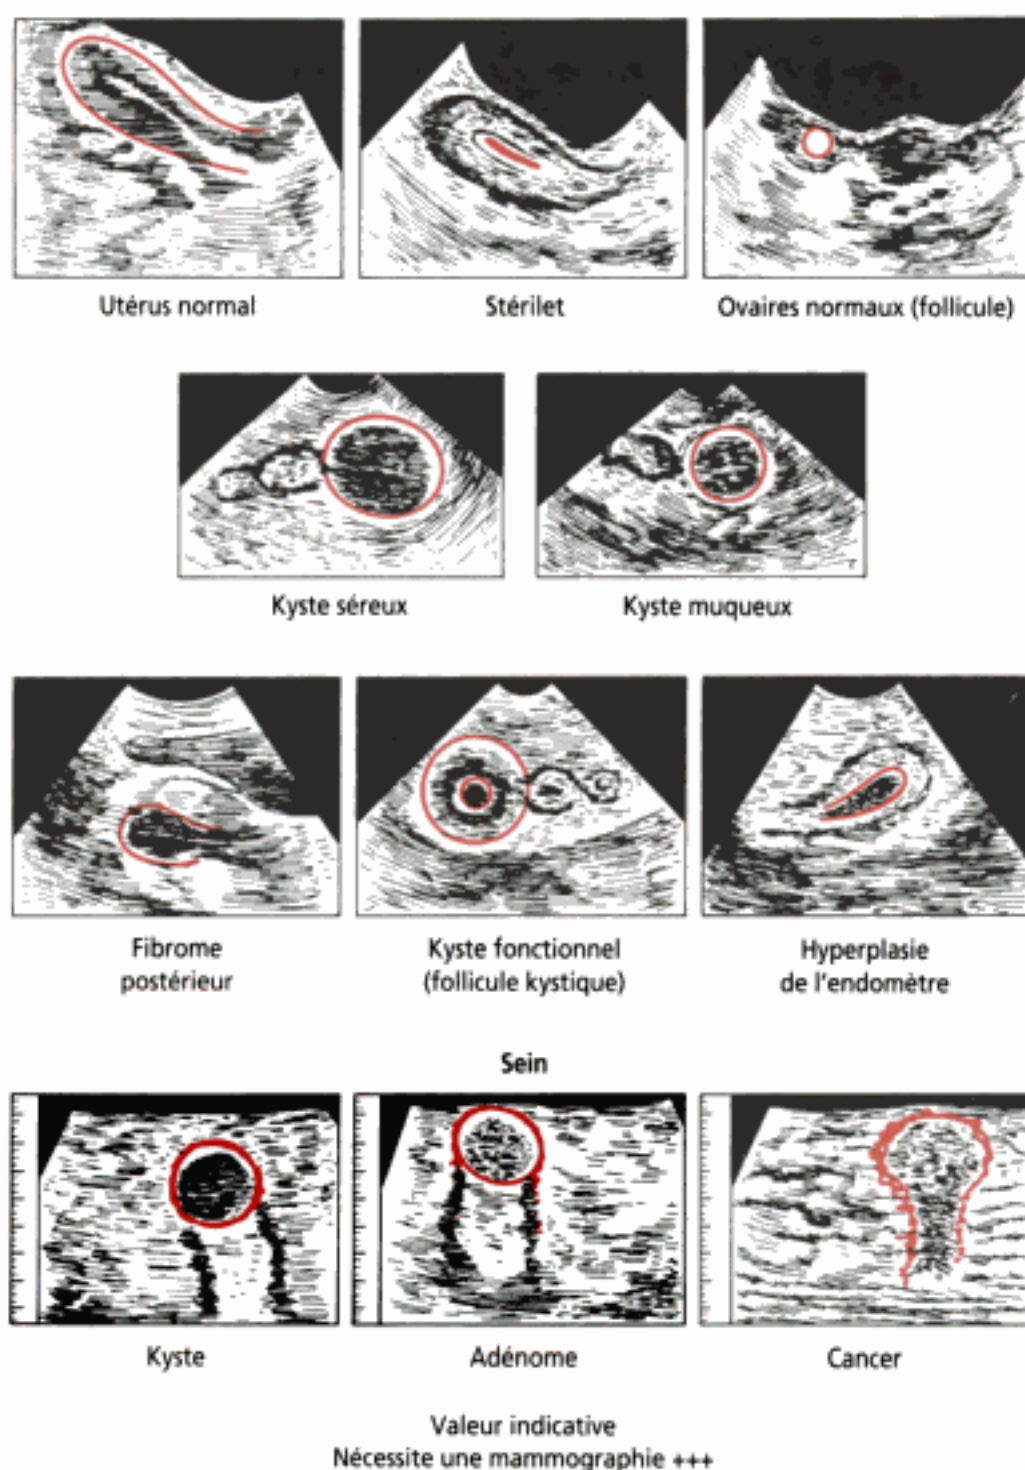 Utérus normal
Stérilet
Ovaires normaux (follicule)
Kyste séreux
Kyste muqueux
Fibrome
postérieur
Kyste fonctionnel
(follicule kystique)
Hyperplasie
de l'endomètre
Sein
Kyste
Adénome
Cancer
Valeur indicative
Nécessite une mammographie +++